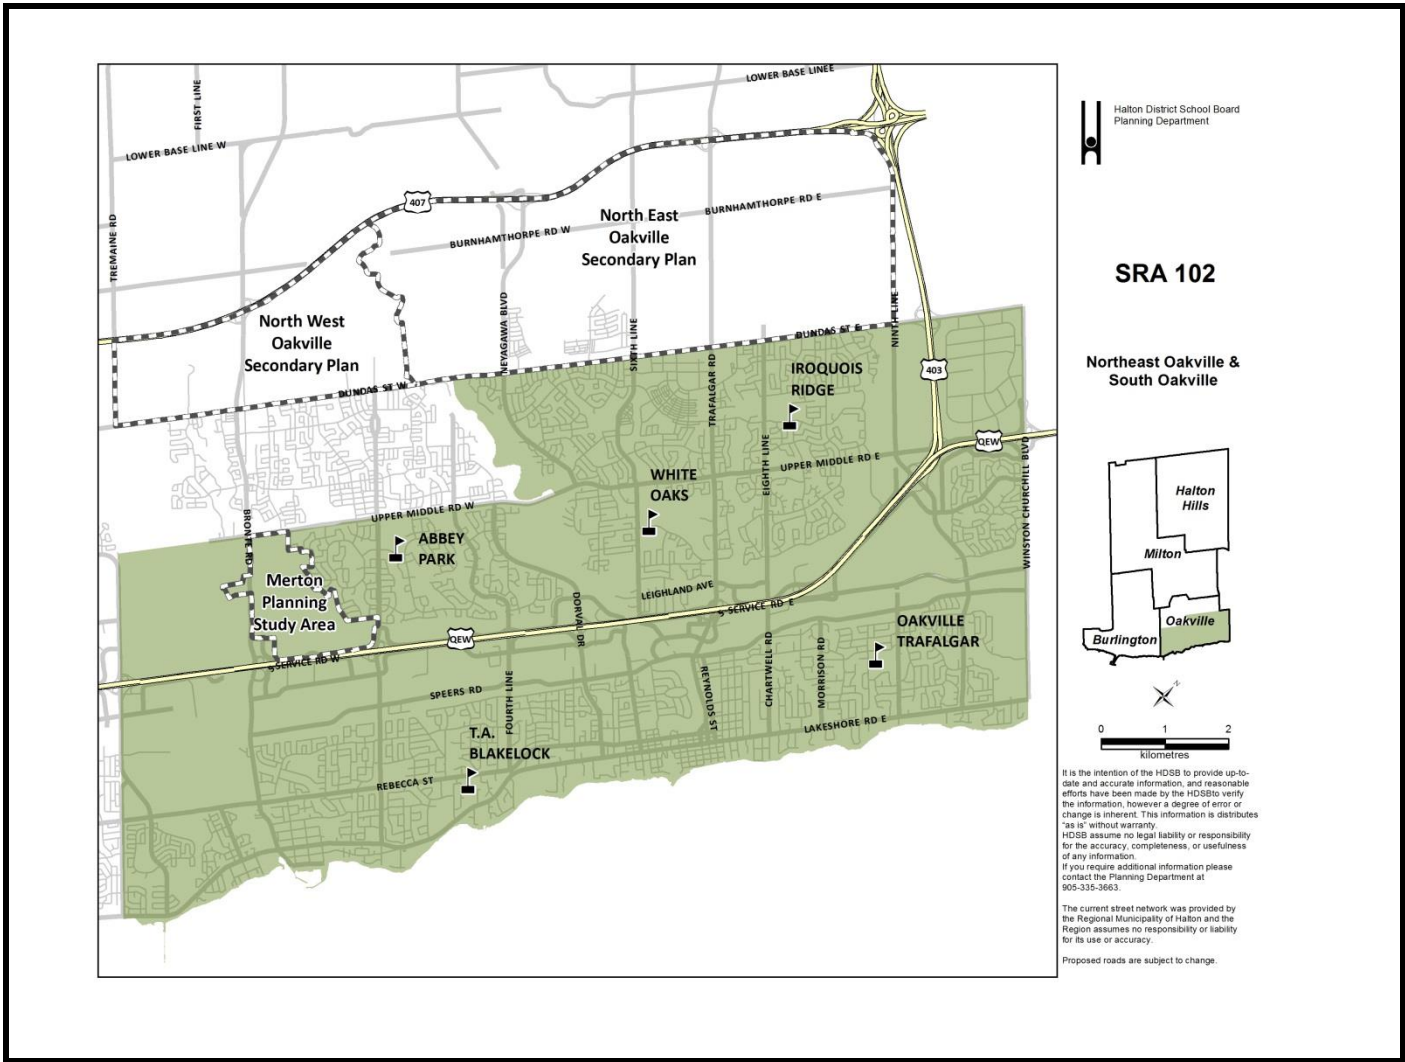 LOWER BASE LINEE
FIRST LINE
LOWER BASE LINE W
407
TREMAINE RD
BURNHAMTHORPE RD E
North East
Oakville
Secondary Plan
BURNHAMTHORPE RD W
North West
Oakville
Secondary Plan
NEYAGAWA BLVD
SIXTH LINE
NINTH LINE
DUNDAS ST E
DUNDAS ST W
TRAFALGAR RD
IROQUOIS
RIDGE
403
QEW
EIGHTH LINE
UPPER MIDDLE RD E
WINSTON CHURCHILL BLVD
WHITE
OAKS
UPPER MIDDLE RD W
BRONTE RD
ABBEY
PARK
Merton
Planning
Study Area
LEIGHLAND AVE
S SERVICE RD E
DORVAL DR
QEW
S SERVICE RD W
OAKVILLE
TRAFALGAR
CHARTWELL RD
MORRISON RD
REYNOLDS ST
FOURTH LINE
SPEERS RD
LAKESHORE RD E
T.A.
BLAKELOCK
REBECCA ST
Halton District School Board
Planning Department
SRA 102
Northeast Oakville &
South Oakville
Halton
Hills
Milton
Oakville
Burlington
N
0 1 2
kilometres
It is the intention of the HDSB to provide up-to-
date and accurate information, and reasonable
efforts have been made by the HDSBto verify
the information, however a degree of error or
change is inherent. This information is distributes
"as is" without warranty.
HDSB assume no legal liability or responsibility
for the accuracy, completeness, or usefulness
of any information.
If you require additional information please
contact the Planning Department at
905-335-3663.
The current street network was provided by
the Regional Municipality of Halton and the
Region assumes no responsibility or liability
for its use or accuracy.
Proposed roads are subject to change.